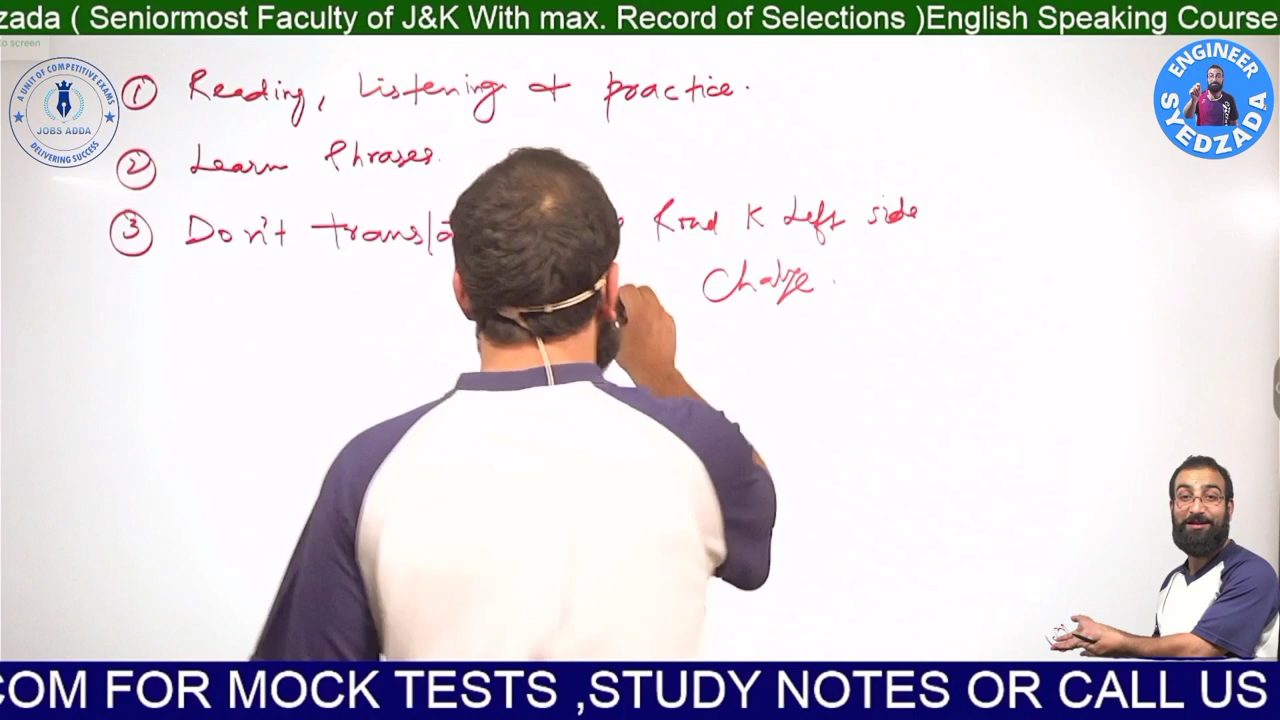 zada ( Seniormost Faculty of J&K With max. Record of Selections )English Speaking Course
to screen
A UNIT OF COMPETITIVE EXAMS
JOBS ADDA
DELIVERING SUCCESS
ENGINEER
SYEDZADA
① Reading, Listening & practice.
② Learn Phrases.
③ Don't transla Road K Left side
COM FOR MOCK TESTS ,STUDY NOTES OR CALL US